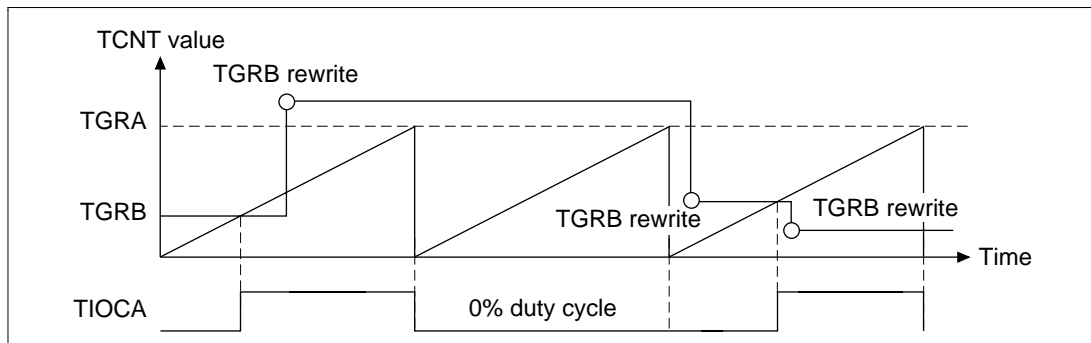 TCNT value
TGRB rewrite
TGRA
TGRB
TGRB rewrite
TGRB rewrite
Time
TIOCA
0% duty cycle